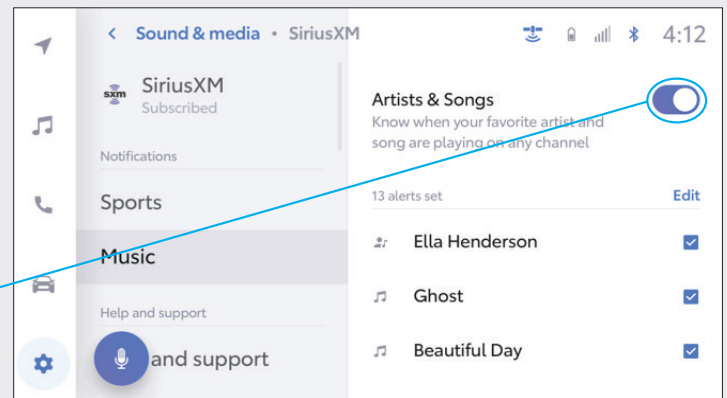 Sound & media • SiriusXM
4:12
sxm
SiriusXM
Subscribed
Notifications
Sports
Music
Help and support
and support
Artists & Songs
Know when your favorite artist and
song are playing on any channel
13 alerts set
Edit
Ella Henderson
Ghost
Beautiful Day